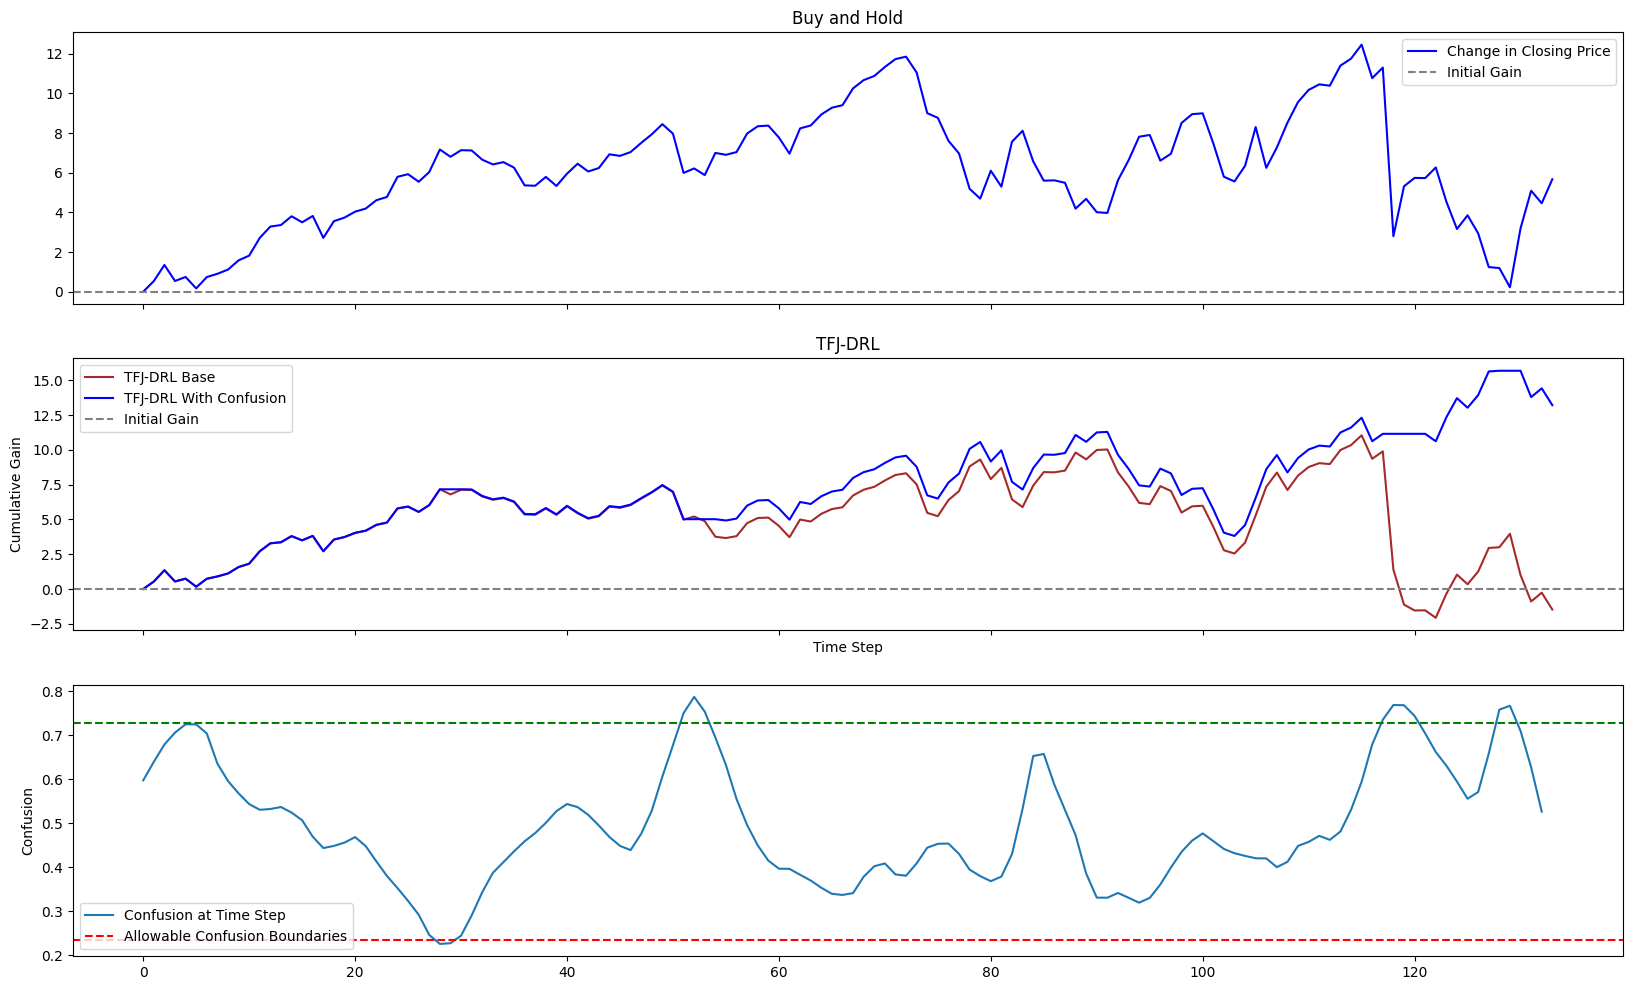 Buy and Hold
12
10
8
6
4
2
0
Change in Closing Price
Initial Gain
TFJ-DRL
Cumulative Gain
15.0
12.5
10.0
7.5
5.0
2.5
0.0
−2.5
TFJ-DRL Base
TFJ-DRL With Confusion
Initial Gain
Time Step
Confusion
0.8
0.7
0.6
0.5
0.4
0.3
0.2
Confusion at Time Step
Allowable Confusion Boundaries
0 20 40 60 80 100 120